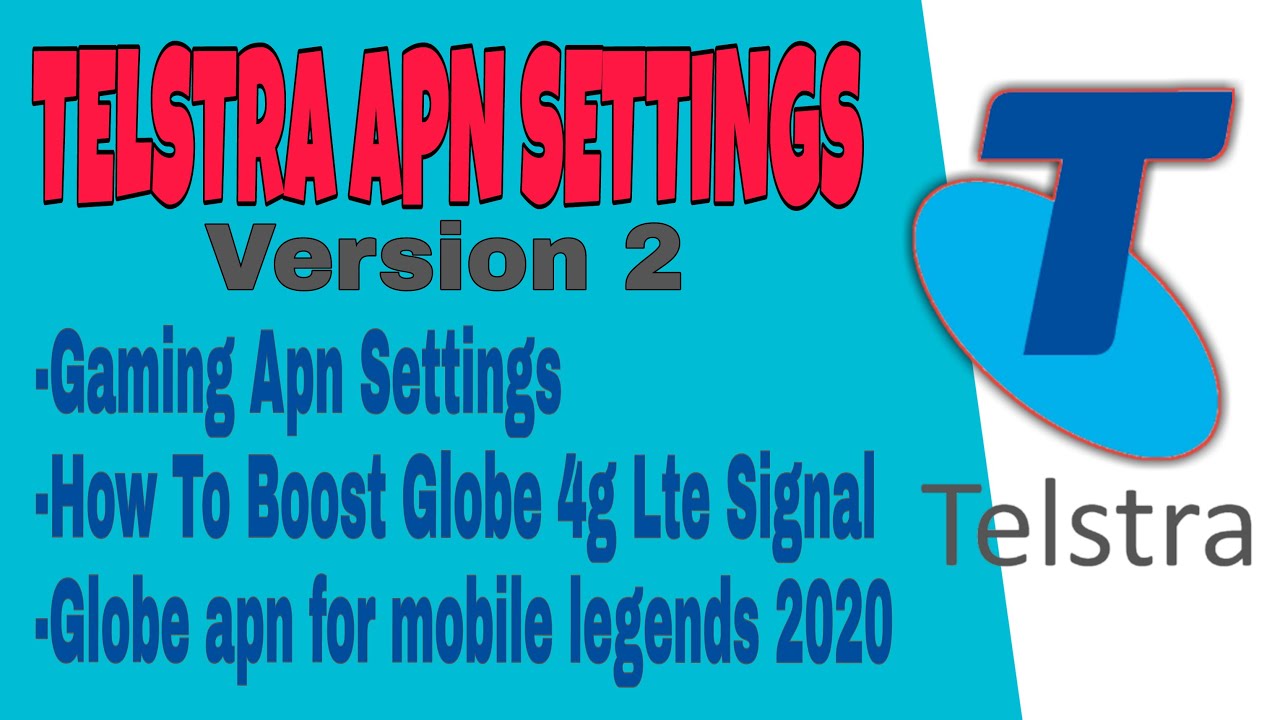 TELSTRA APN SETTINGS
Version 2
-Gaming Apn Settings
-How To Boost Globe 4g Lte Signal
-Globe apn for mobile legends 2020
T
Telstra